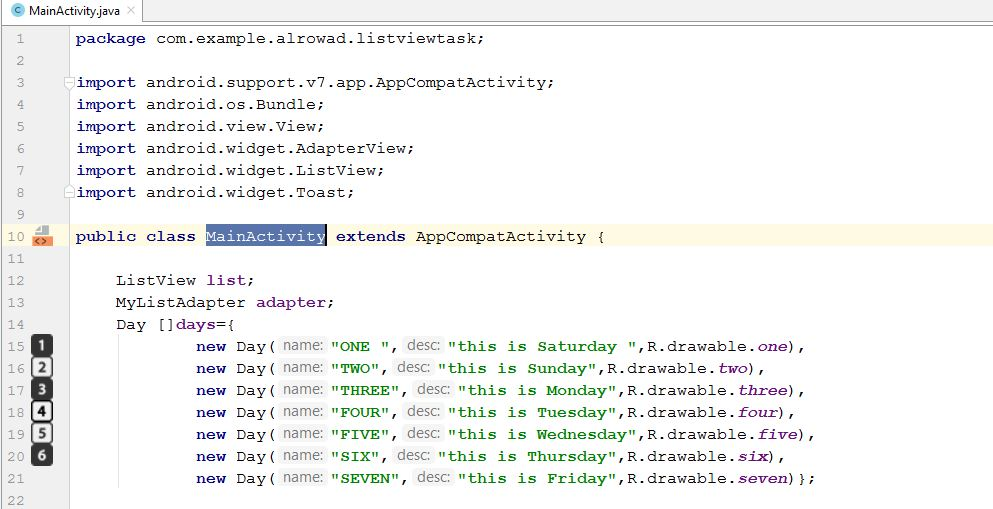 MainActivity.java ×
1 package com.example.alrowad.listviewtask;
2
3 import android.support.v7.app.AppCompatActivity;
4 import android.os.Bundle;
5 import android.view.View;
6 import android.widget.AdapterView;
7 import android.widget.ListView;
8 import android.widget.Toast;
9
10 public class MainActivity extends AppCompatActivity {
11
12 ListView list;
13 MyListAdapter adapter;
14 Day []days={
15 1 new Day( name: "ONE ", desc: "this is Saturday ",R.drawable.one),
16 2 new Day( name: "TWO", desc: "this is Sunday",R.drawable.two),
17 3 new Day( name: "THREE", desc: "this is Monday",R.drawable.three),
18 4 new Day( name: "FOUR", desc: "this is Tuesday",R.drawable.four),
19 5 new Day( name: "FIVE", desc: "this is Wednesday",R.drawable.five),
20 6 new Day( name: "SIX", desc: "this is Thursday",R.drawable.six),
21 new Day( name: "SEVEN", desc: "this is Friday",R.drawable.seven)};
22